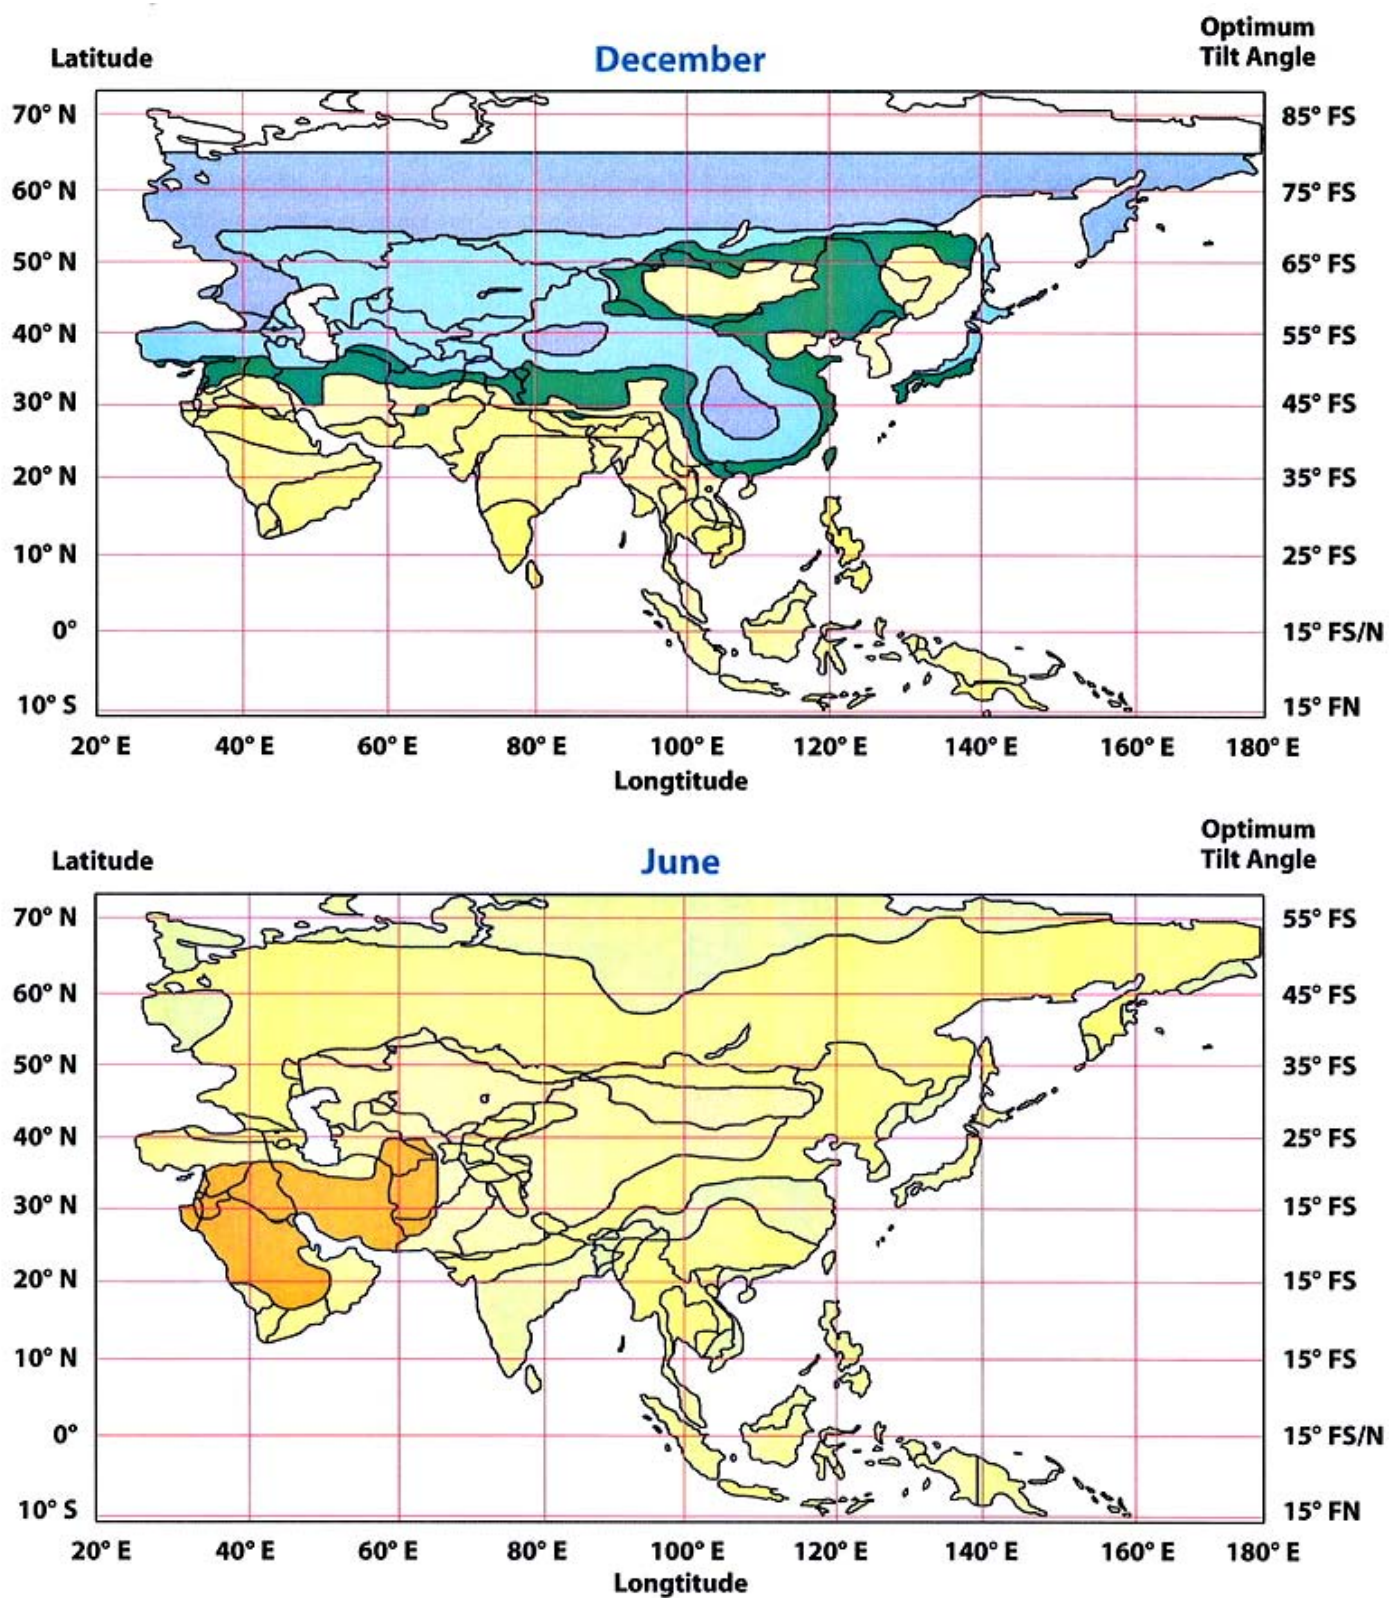 Optimum
Latitude December Tilt Angle
70° N 85° FS
60° N 75° FS
50° N 65° FS
40° N 55° FS
30° N 45° FS
20° N 35° FS
10° N 25° FS
0° 15° FS/N
10° S 15° FN
20° E 40° E 60° E 80° E 100° E 120° E 140° E 160° E 180° E
Longtitude
Optimum
Latitude June Tilt Angle
70° N 55° FS
60° N 45° FS
50° N 35° FS
40° N 25° FS
30° N 15° FS
20° N 15° FS
10° N 15° FS
0° 15° FS/N
10° S 15° FN
20° E 40° E 60° E 80° E 100° E 120° E 140° E 160° E 180° E
Longtitude